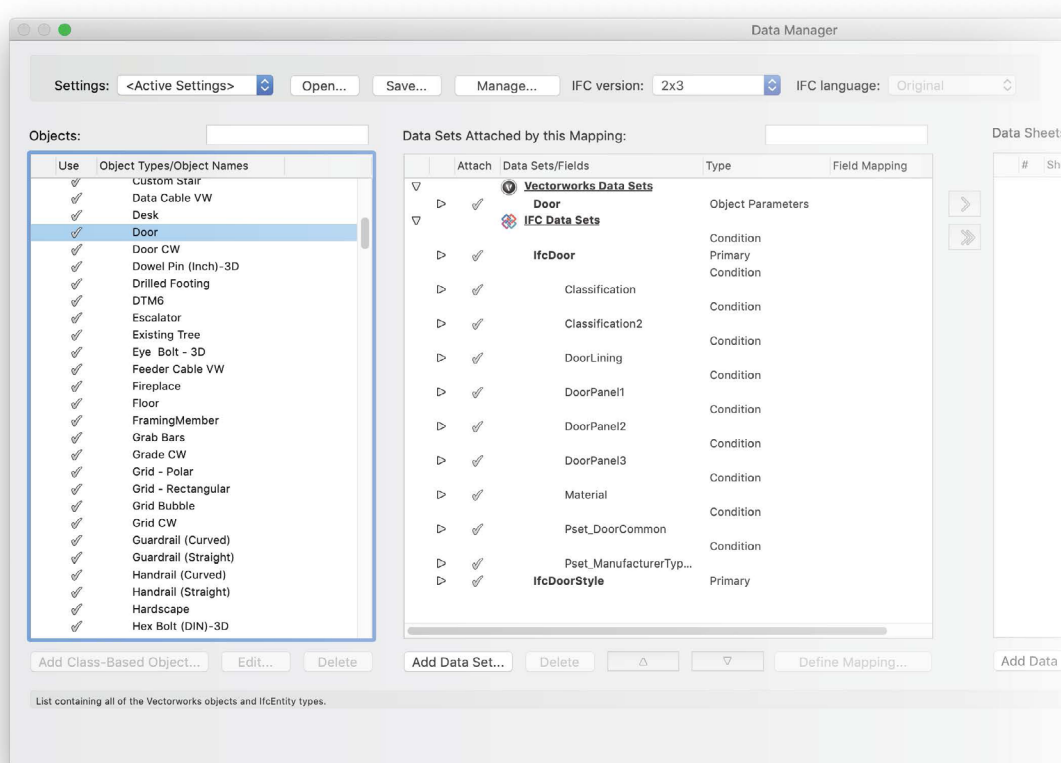 Data Manager
Settings: <Active Settings> Open... Save... Manage... IFC version: 2x3 IFC language: Original
Objects:
Use Object Types/Object Names
Custom Stair
Data Cable VW
Desk
Door
Door CW
Dowel Pin (Inch)-3D
Drilled Footing
DTM6
Escalator
Existing Tree
Eye Bolt - 3D
Feeder Cable VW
Fireplace
Floor
FramingMember
Grab Bars
Grade CW
Grid - Polar
Grid - Rectangular
Grid Bubble
Grid CW
Guardrail (Curved)
Guardrail (Straight)
Handrail (Curved)
Handrail (Straight)
Hardscape
Hex Bolt (DIN)-3D
Add Class-Based Object... Edit... Delete
Data Sets Attached by this Mapping:
Attach Data Sets/Fields Type Field Mapping
Vectorworks Data Sets
Door Object Parameters
IFC Data Sets
Condition
IfcDoor Primary
Condition
Classification
Condition
Classification2
Condition
DoorLining
Condition
DoorPanel1
Condition
DoorPanel2
Condition
DoorPanel3
Condition
Material
Condition
Pset_DoorCommon
Condition
Pset_ManufacturerTyp...
IfcDoorStyle Primary
Add Data Set... Delete Define Mapping...
Data Sheets
# Sh
Add Data
List containing all of the Vectorworks objects and IfcEntity types.